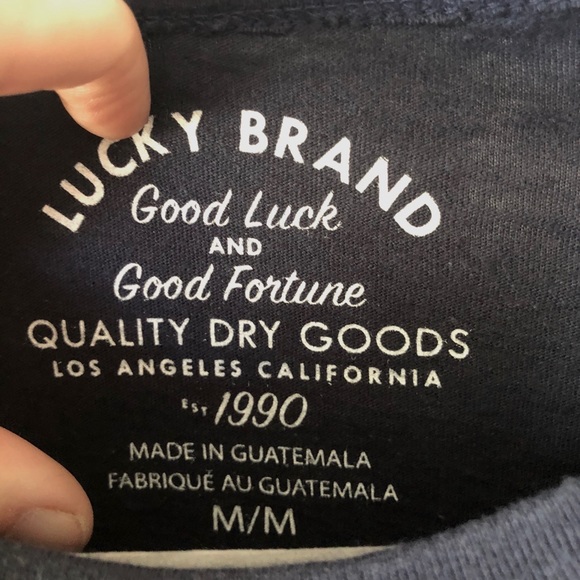 LUCKY BRAND
Good Luck
AND
Good Fortune
QUALITY DRY GOODS
LOS ANGELES CALIFORNIA
EST 1990
MADE IN GUATEMALA
FABRIQUÉ AU GUATEMALA
M/M